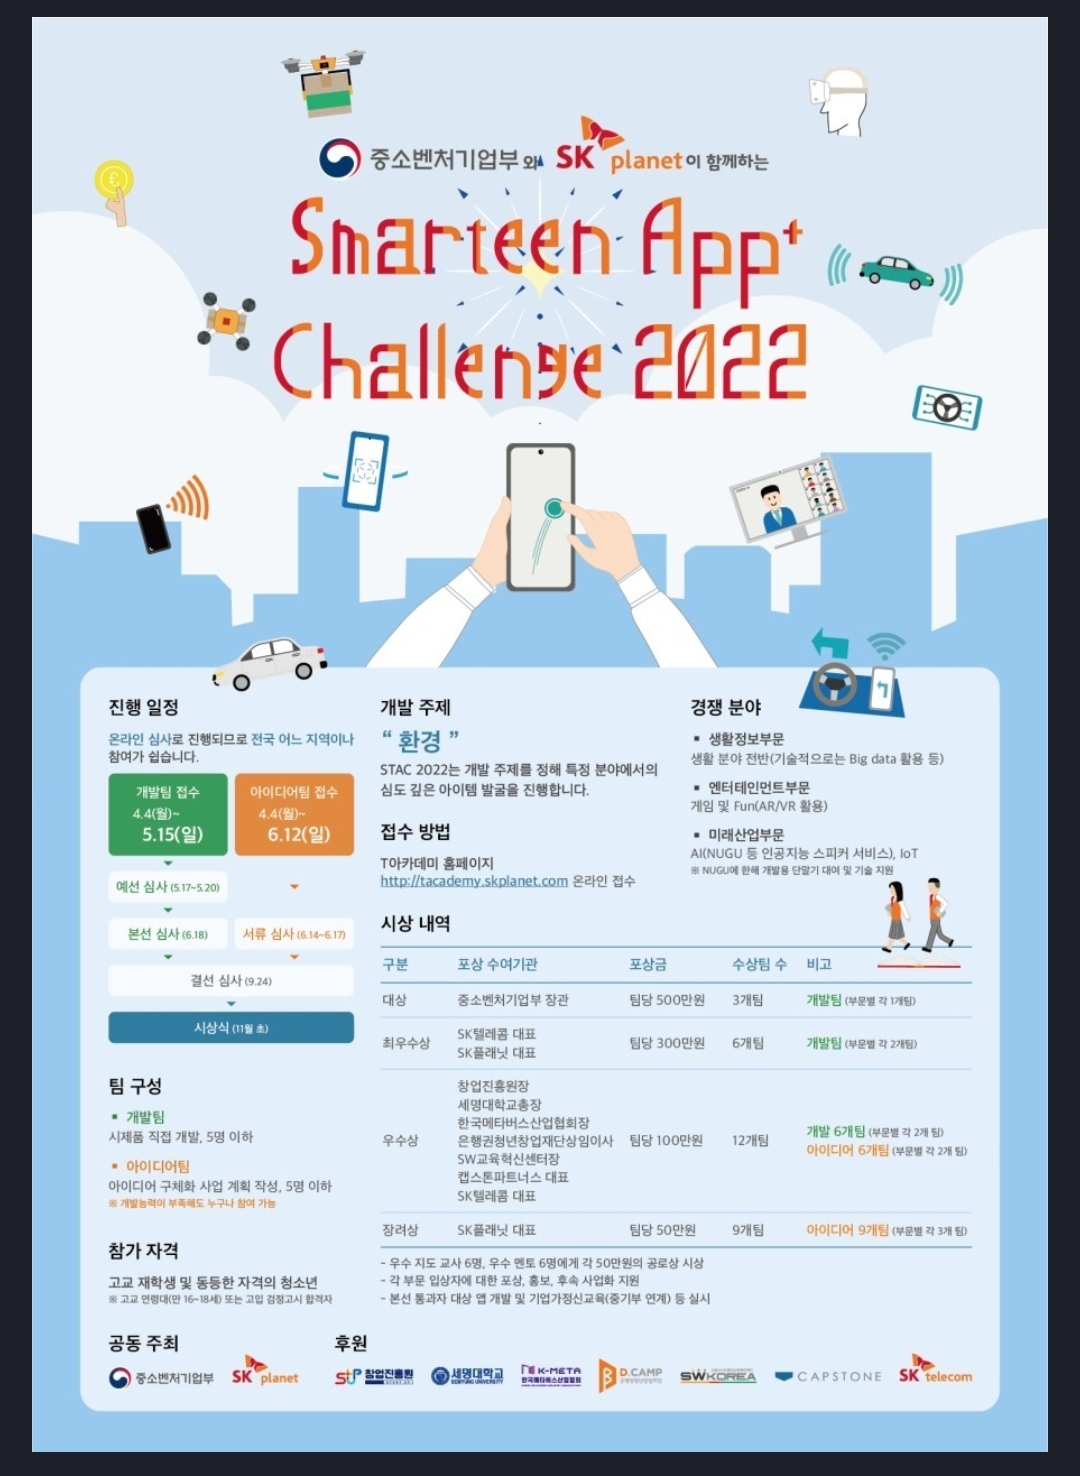 중소벤처기업부와 SK planet이 함께하는
Smarteen App+
Challenge 2022
진행 일정
온라인 심사로 진행되므로 전국 어느 지역이나
참여가 쉽습니다.
개발팀 접수
4.4(월)~
5.15(일)
아이디어팀 접수
4.4(월)~
6.12(일)
예선 심사 (5.17~5.20)
본선 심사 (6.18)
서류 심사 (6.14~6.17)
결선 심사 (9.24)
시상식 (11월 초)
팀 구성
▪ 개발팀
시제품 직접 개발, 5명 이하
▪ 아이디어팀
아이디어 구체화 사업 계획 작성, 5명 이하
※ 개발능력이 부족해도 누구나 참여 가능
참가 자격
고교 재학생 및 동등한 자격의 청소년
※ 고교 연령대(만 16~18세) 또는 고입 검정고시 합격자
개발 주제
“ 환경 ”
STAC 2022는 개발 주제를 정해 특정 분야에서의
심도 깊은 아이템 발굴을 진행합니다.
접수 방법
T아카데미 홈페이지
http://tacademy.skplanet.com 온라인 접수
경쟁 분야
▪ 생활정보부문
생활 분야 전반(기술적으로는 Big data 활용 등)
▪ 엔터테인먼트부문
게임 및 Fun(AR/VR 활용)
▪ 미래산업부문
AI(NUGU 등 인공지능 스피커 서비스), IoT
※ NUGU에 한해 개발용 단말기 대여 및 기술 지원
시상 내역
구분 포상 수여기관 포상금 수상팀 수 비고
대상 중소벤처기업부 장관 팀당 500만원 3개팀 개발팀 (부문별 각 1개팀)
최우수상 SK텔레콤 대표 팀당 300만원 6개팀 개발팀 (부문별 각 2개팀)
SK플래닛 대표
우수상 창업진흥원장 팀당 100만원 12개팀 개발 6개팀 (부문별 각 2개 팀)
세명대학교총장 아이디어 6개팀 (부문별 각 2개 팀)
한국메타버스산업협회장
은행권청년창업재단상임이사
SW교육혁신센터장
캡스톤파트너스 대표
SK텔레콤 대표
장려상 SK플래닛 대표 팀당 50만원 9개팀 아이디어 9개팀 (부문별 각 3개 팀)
- 우수 지도 교사 6명, 우수 멘토 6명에게 각 50만원의 공로상 시상
- 각 부문 입상자에 대한 포상, 홍보, 후속 사업화 지원
- 본선 통과자 대상 앱 개발 및 기업가정신교육(중기부 연계) 등 실시
공동 주최
중소벤처기업부
SK planet
후원
창업진흥원
세명대학교
SEMYUNG UNIVERSITY
K-META
한국메타버스산업협회
D.CAMP
SWKOREA
CAPSTONE
SK telecom